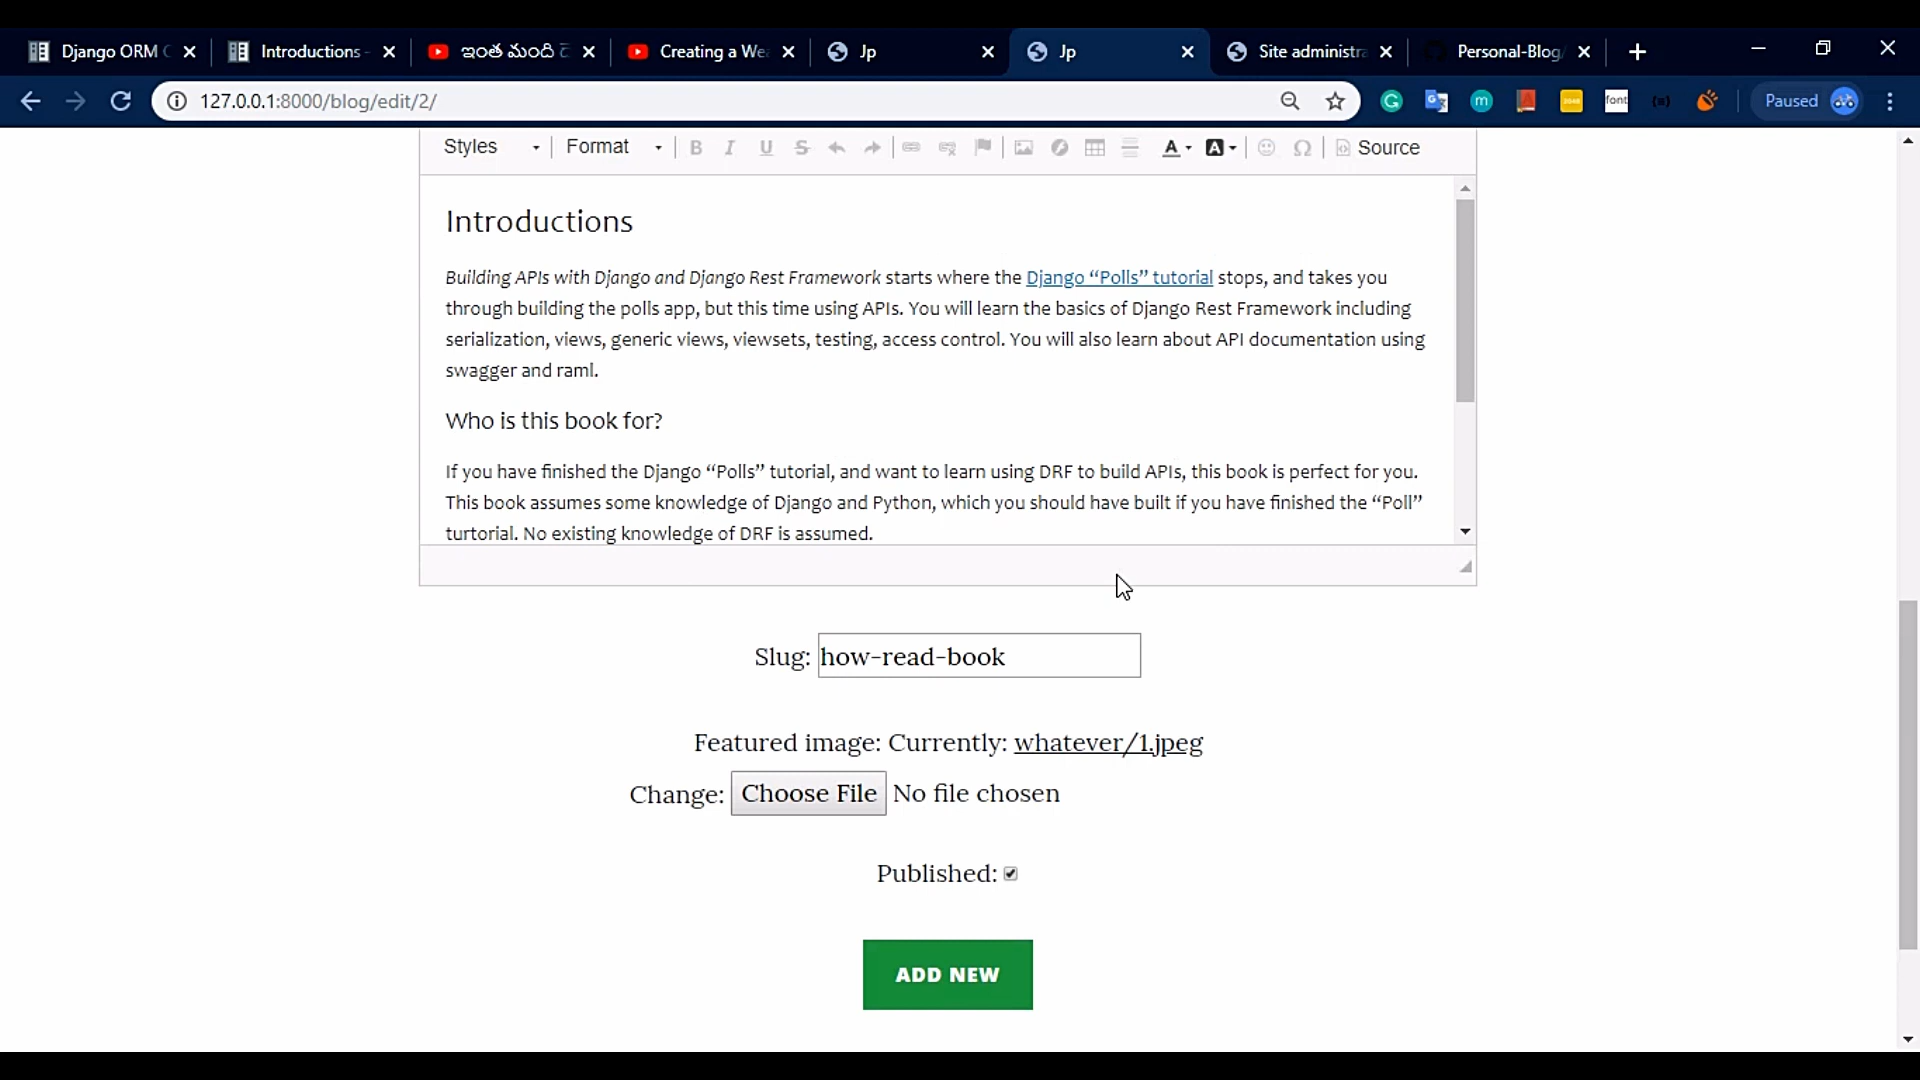 Django ORM C
Introductions -
ఇంత మంది
Creating a We
Jp
Jp
Site administra
Personal-Blog/
127.0.0.1:8000/blog/edit/2/
font
Paused
Styles
Format
B I U S
A
A
Ω
Source
Introductions
Building APIs with Django and Django Rest Framework starts where the Django “Polls” tutorial stops, and takes you
through building the polls app, but this time using APIs. You will learn the basics of Django Rest Framework including
serialization, views, generic views, viewsets, testing, access control. You will also learn about API documentation using
swagger and raml.
Who is this book for?
If you have finished the Django “Polls” tutorial, and want to learn using DRF to build APIs, this book is perfect for you.
This book assumes some knowledge of Django and Python, which you should have built if you have finished the “Poll”
turtorial. No existing knowledge of DRF is assumed.
Slug: how-read-book
Featured image: Currently: whatever/1.jpeg
Change: Choose File No file chosen
Published:
ADD NEW